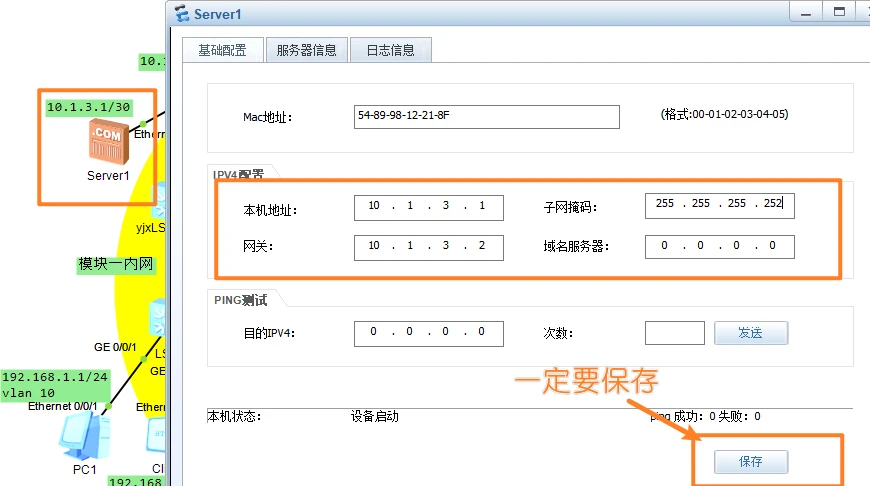 Server1
基础配置 服务器信息 日志信息
10.1
10.1.3.1/30
Mac地址: 54-89-98-12-21-8F (格式:00-01-02-03-04-05)
.COM
Ethern
Server1
IPV4配置
本机地址: 10 . 1 . 3 . 1 子网掩码: 255 . 255 . 255 . 252
yjxLS
网关: 10 . 1 . 3 . 2 域名服务器: 0 . 0 . 0 . 0
模块一内网
PING测试
目的IPV4: 0 . 0 . 0 . 0 次数: 发送
GE 0/0/1
LS
GE
192.168.1.1/24
vlan 10
一定要保存
Ethernet 0/0/1
Ethern
本机状态: 设备启动 ping 成功: 0 失败: 0
保存
PC1
Cl
192.168